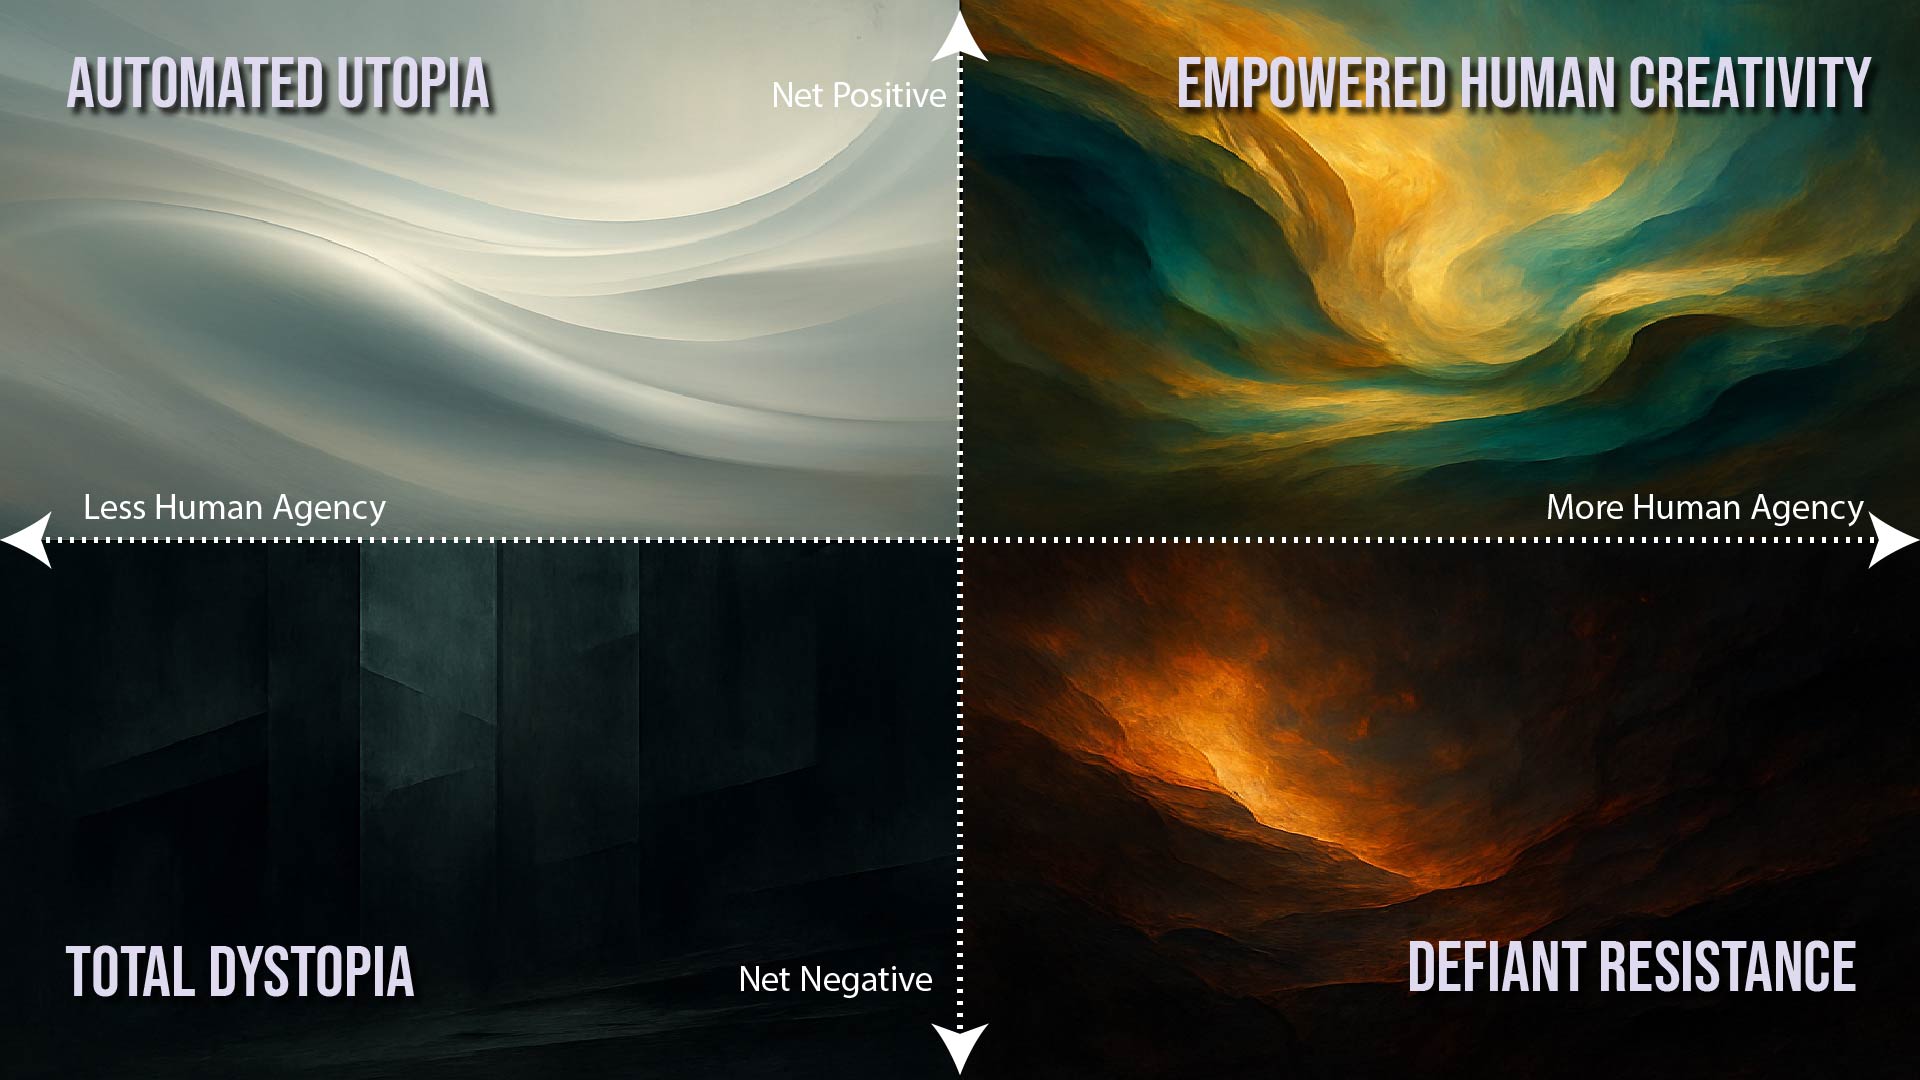 AUTOMATED UTOPIA
Net Positive
EMPOWERED HUMAN CREATIVITY
Less Human Agency
More Human Agency
TOTAL DYSTOPIA
Net Negative
DEFIANT RESISTANCE